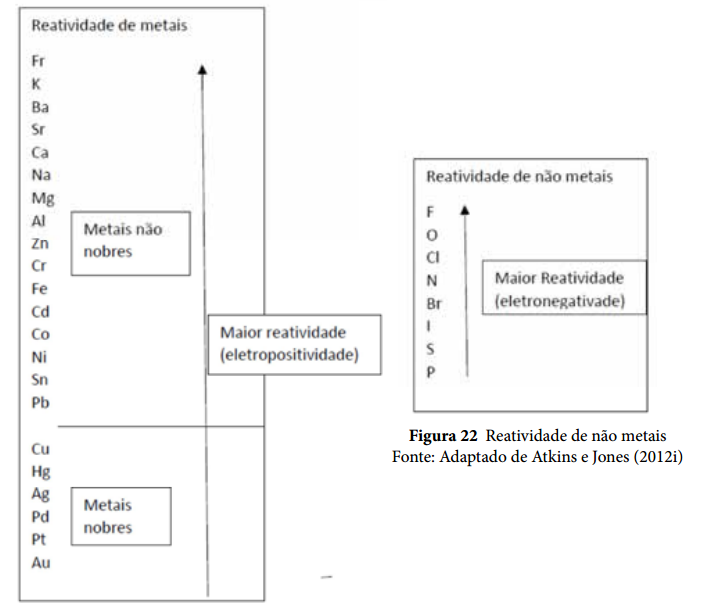 Reatividade de metais
Fr
K
Ba
Sr
Ca
Na
Mg
Al
Zn
Cr
Fe
Cd
Co
Ni
Sn
Pb
Metais não
nobres
Maior reatividade
(eletropositividade)
Cu
Hg
Ag
Pd
Pt
Au
Metais
nobres
Reatividade de não metais
F
O
Cl
N
Br
I
S
P
Maior Reatividade
(eletronegativade)
Figura 22 Reatividade de não metais
Fonte: Adaptado de Atkins e Jones (2012i)